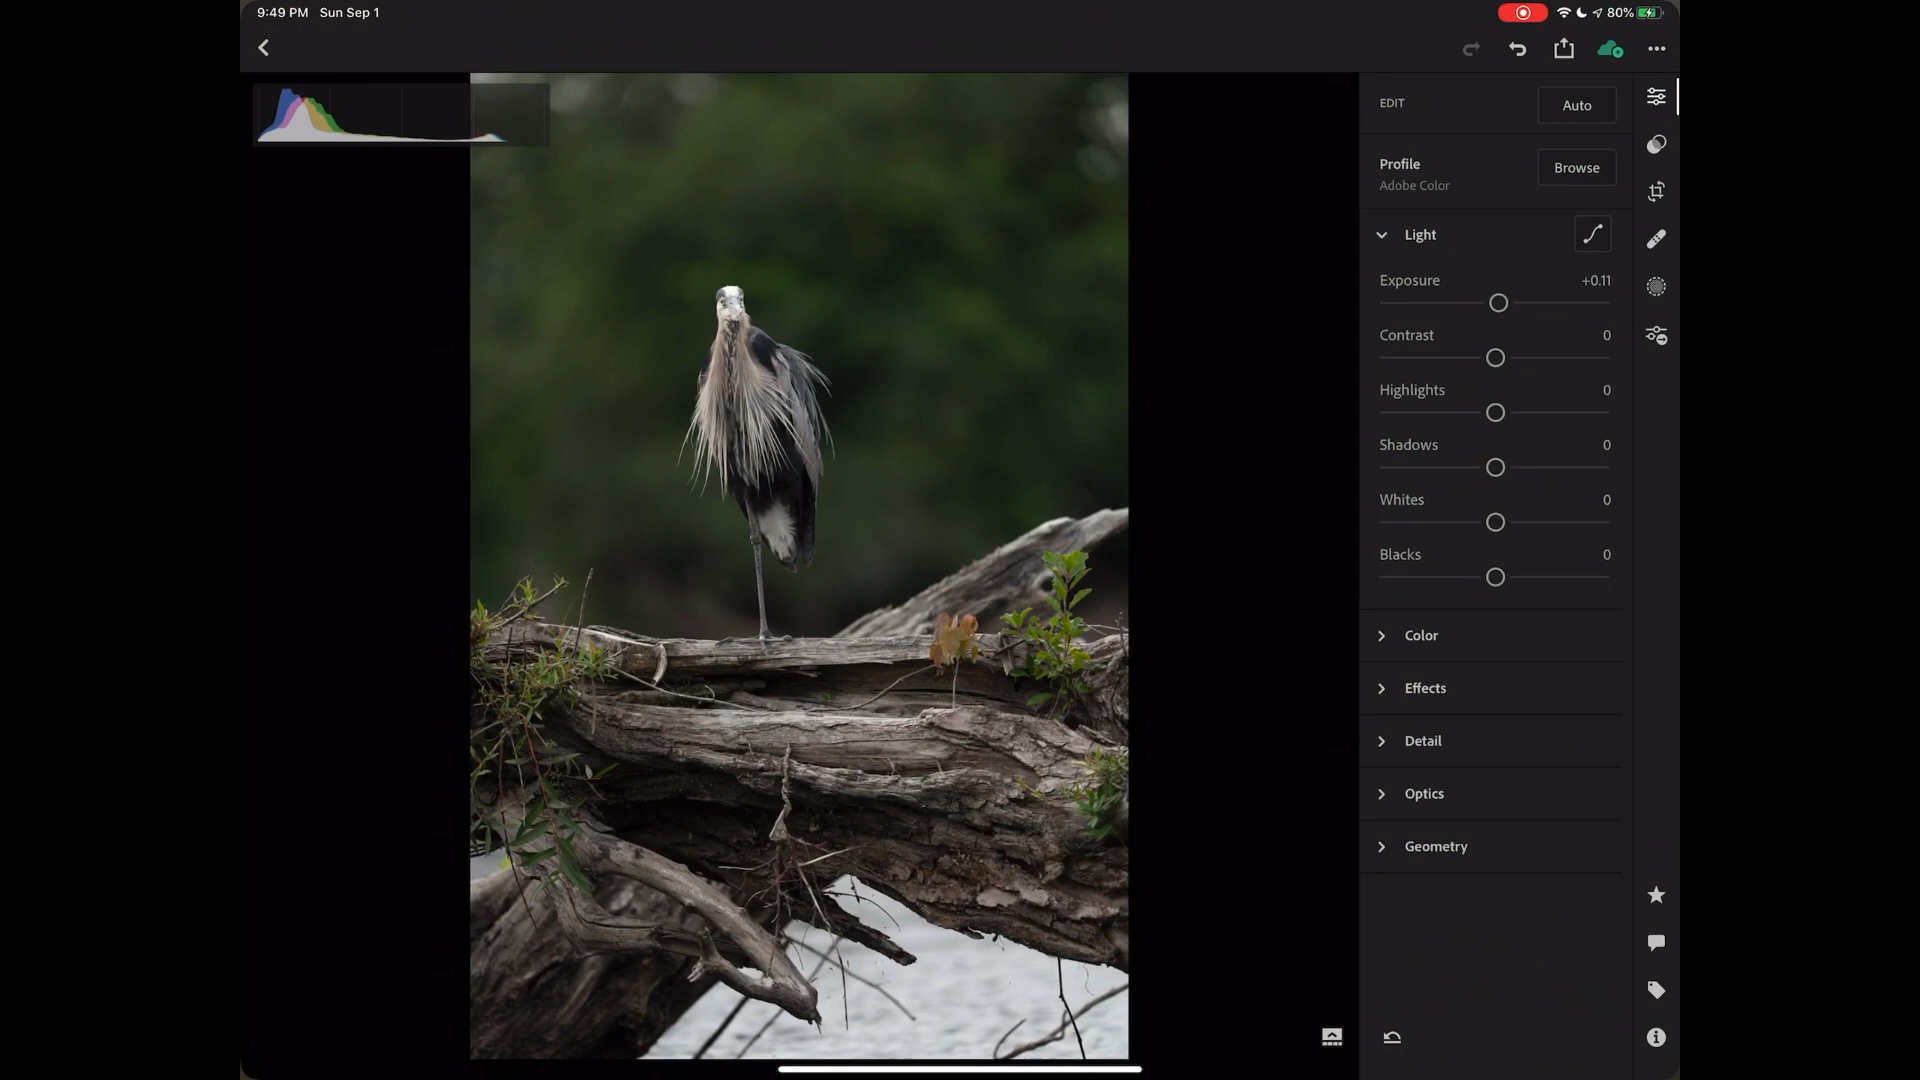 9:49 PM Sun Sep 1
80%
EDIT
Auto
Profile
Adobe Color
Browse
Light
Exposure +0.11
Contrast 0
Highlights 0
Shadows 0
Whites 0
Blacks 0
Color
Effects
Detail
Optics
Geometry